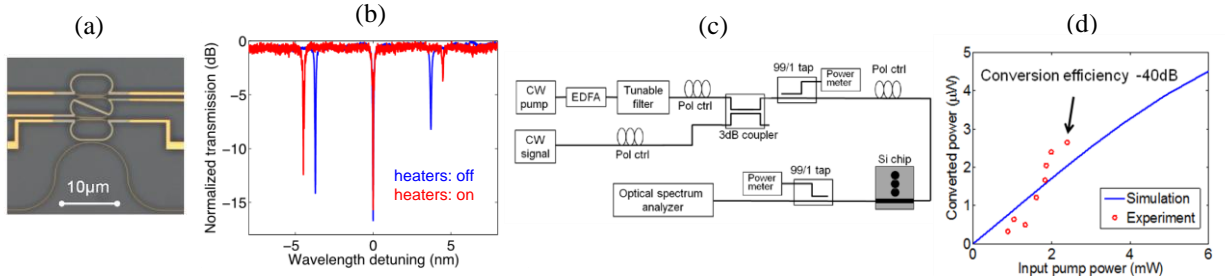 (a)
10μm
(b)
Normalized transmission (dB)
0
−5
−10
−15
heaters: off
heaters: on
−5
0
5
Wavelength detuning (nm)
(c)
CW
pump
EDFA
Tunable
filter
Pol ctrl
99/1 tap
Power
meter
Pol ctrl
3dB coupler
CW
signal
Pol ctrl
Optical spectrum
analyzer
Power
meter
99/1 tap
Si chip
(d)
Converted power (μW)
5
4
3
2
1
0
Conversion efficiency -40dB
Simulation
Experiment
0
2
4
6
Input pump power (mW)